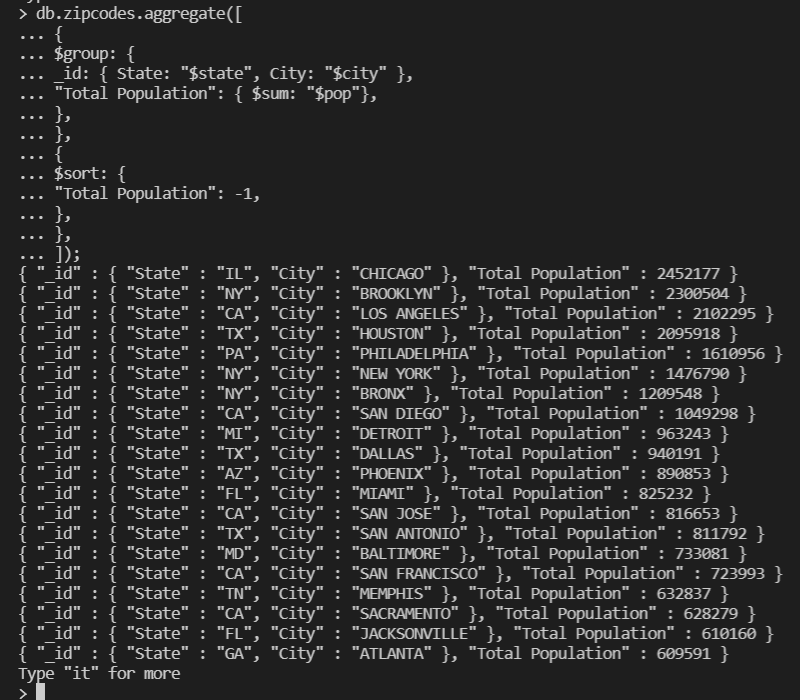 > db.zipcodes.aggregate([
... {
... $group: {
... _id: { State: "$state", City: "$city" },
... "Total Population": { $sum: "$pop"},
... },
... },
... {
... $sort: {
... "Total Population": -1,
... },
... },
... ]);
{ "_id" : { "State" : "IL", "City" : "CHICAGO" }, "Total Population" : 2452177 }
{ "_id" : { "State" : "NY", "City" : "BROOKLYN" }, "Total Population" : 2300504 }
{ "_id" : { "State" : "CA", "City" : "LOS ANGELES" }, "Total Population" : 2102295 }
{ "_id" : { "State" : "TX", "City" : "HOUSTON" }, "Total Population" : 2095918 }
{ "_id" : { "State" : "PA", "City" : "PHILADELPHIA" }, "Total Population" : 1610956 }
{ "_id" : { "State" : "NY", "City" : "NEW YORK" }, "Total Population" : 1476790 }
{ "_id" : { "State" : "NY", "City" : "BRONX" }, "Total Population" : 1209548 }
{ "_id" : { "State" : "CA", "City" : "SAN DIEGO" }, "Total Population" : 1049298 }
{ "_id" : { "State" : "MI", "City" : "DETROIT" }, "Total Population" : 963243 }
{ "_id" : { "State" : "TX", "City" : "DALLAS" }, "Total Population" : 940191 }
{ "_id" : { "State" : "AZ", "City" : "PHOENIX" }, "Total Population" : 890853 }
{ "_id" : { "State" : "FL", "City" : "MIAMI" }, "Total Population" : 825232 }
{ "_id" : { "State" : "CA", "City" : "SAN JOSE" }, "Total Population" : 816653 }
{ "_id" : { "State" : "TX", "City" : "SAN ANTONIO" }, "Total Population" : 811792 }
{ "_id" : { "State" : "MD", "City" : "BALTIMORE" }, "Total Population" : 733081 }
{ "_id" : { "State" : "CA", "City" : "SAN FRANCISCO" }, "Total Population" : 723993 }
{ "_id" : { "State" : "TN", "City" : "MEMPHIS" }, "Total Population" : 632837 }
{ "_id" : { "State" : "CA", "City" : "SACRAMENTO" }, "Total Population" : 628279 }
{ "_id" : { "State" : "FL", "City" : "JACKSONVILLE" }, "Total Population" : 610160 }
{ "_id" : { "State" : "GA", "City" : "ATLANTA" }, "Total Population" : 609591 }
Type "it" for more
>